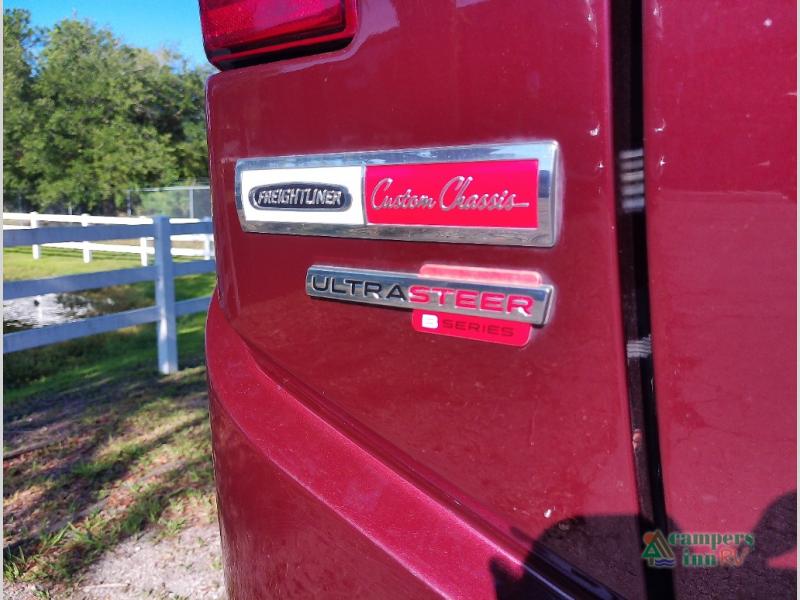 FREIGHTLINER Custom Chassis
ULTRASTEER
B SERIES
campers
inn RV